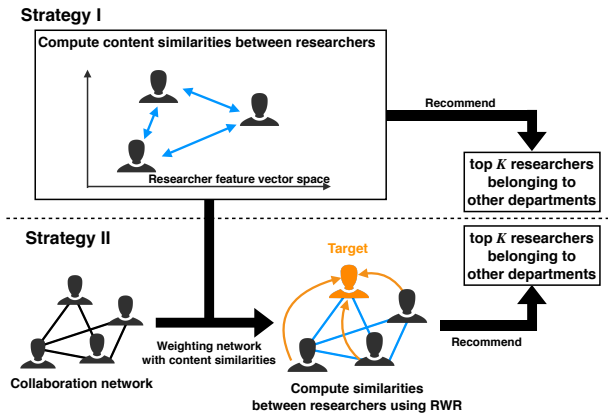 Strategy I
Compute content similarities between researchers
Researcher feature vector space
Recommend
top K researchers
belonging to
other departments
Strategy II
Target
top K researchers
belonging to
other departments
Weighting network
with content similarities
Recommend
Collaboration network
Compute similarities
between researchers using RWR